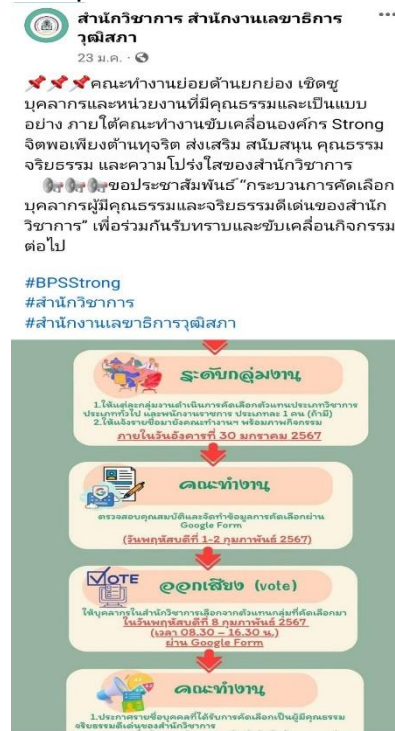 สำนักวิชาการ สำนักงานเลขาธิการ
วุฒิสภา
23 ม.ค.
คณะทำงานย่อยด้านยกย่อง เชิดชู
บุคลากรและหน่วยงานที่มีคุณธรรมและเป็นแบบ
อย่าง ภายใต้คณะทำงานขับเคลื่อนองค์กร Strong
จิตพอเพียงต้านทุจริต ส่งเสริม สนับสนุน คุณธรรม
จริยธรรม และความโปร่งใสของสำนักวิชาการ
ขอประชาสัมพันธ์ “กระบวนการคัดเลือก
บุคลากรผู้มีคุณธรรมและจริยธรรมดีเด่นของสำนัก
วิชาการ” เพื่อร่วมกันรับทราบและขับเคลื่อนกิจกรรม
ต่อไป
#BPSStrong
#สำนักวิชาการ
#สำนักงานเลขาธิการวุฒิสภา
ระดับกลุ่มงาน
1.ให้แต่ละกลุ่มงานดำเนินการคัดเลือกตัวแทนประเภทวิชาการ
ประเภททั่วไป และพนักงานราชการ ประเภทละ 1 คน (ถ้ามี)
2.ให้แจ้งรายชื่อมายังคณะทำงานฯ พร้อมภาพกิจกรรม
ภายในวันอังคารที่ 30 มกราคม 2567
คณะทำงาน
ตรวจสอบคุณสมบัติและจัดทำข้อมูลการคัดเลือกผ่าน
Google Form
(วันพฤหัสบดีที่ 1-2 กุมภาพันธ์ 2567)
VOTE
ออกเสียง (vote)
ให้บุคลากรในสำนักวิชาการเลือกจากตัวแทนกลุ่มที่คัดเลือกมา
ในวันพฤหัสบดีที่ 8 กุมภาพันธ์ 2567
(เวลา 08.30 – 16.30 น.)
ผ่าน Google Form
คณะทำงาน
1.ประกาศรายชื่อบุคคลที่ได้รับการคัดเลือกเป็นผู้มีคุณธรรม
จริยธรรมดีเด่นของสำนักวิชาการ